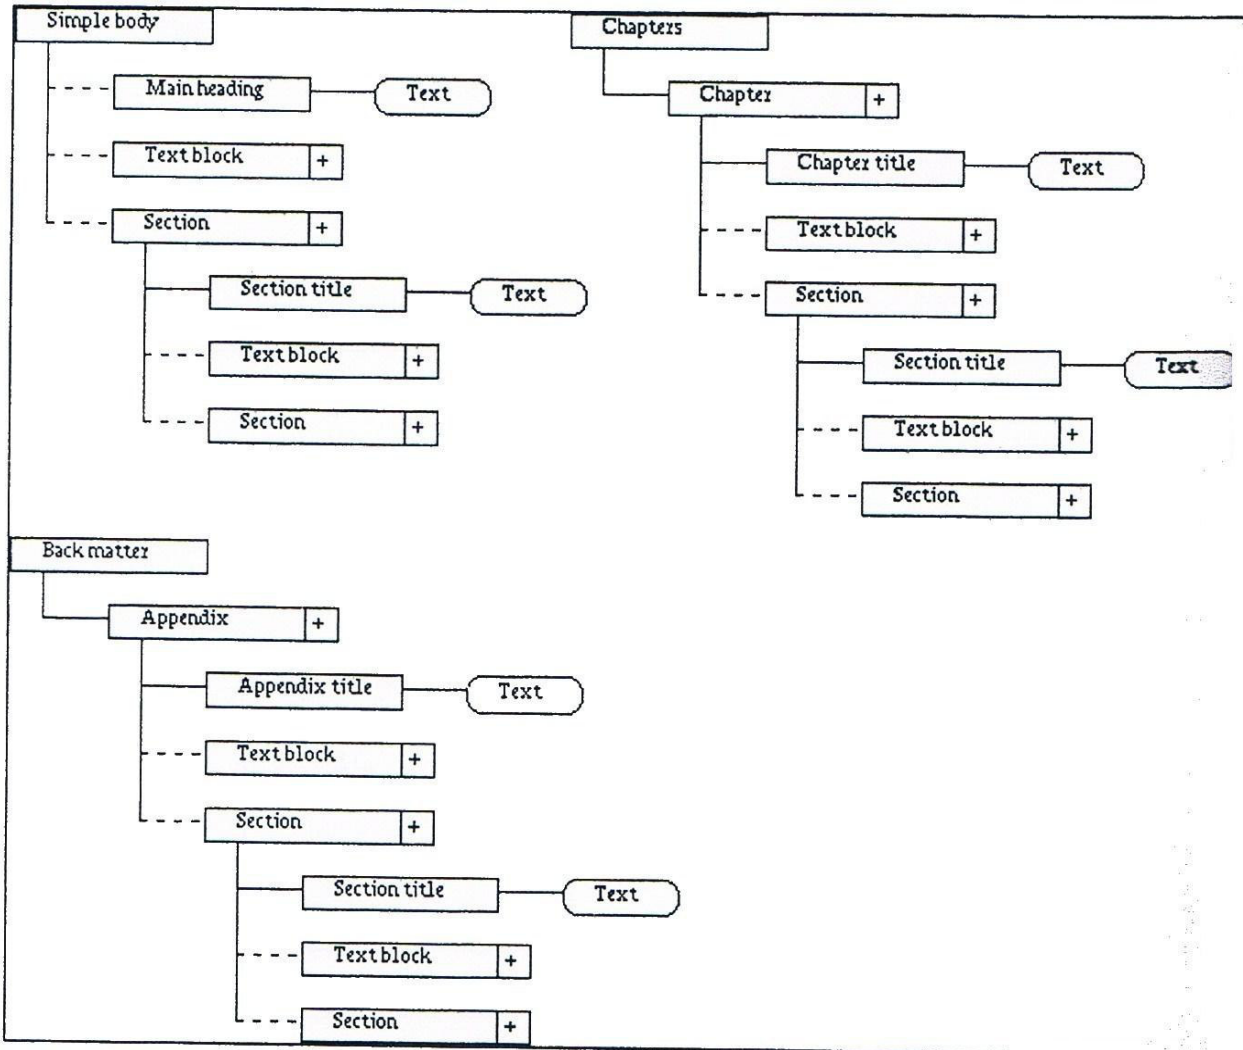 Simple body
Main heading
Text
Text block +
Section +
Section title
Text
Text block +
Section +
Chapters
Chapter +
Chapter title
Text
Text block +
Section +
Section title
Text
Text block +
Section +
Back matter
Appendix +
Appendix title
Text
Text block +
Section +
Section title
Text
Text block +
Section +